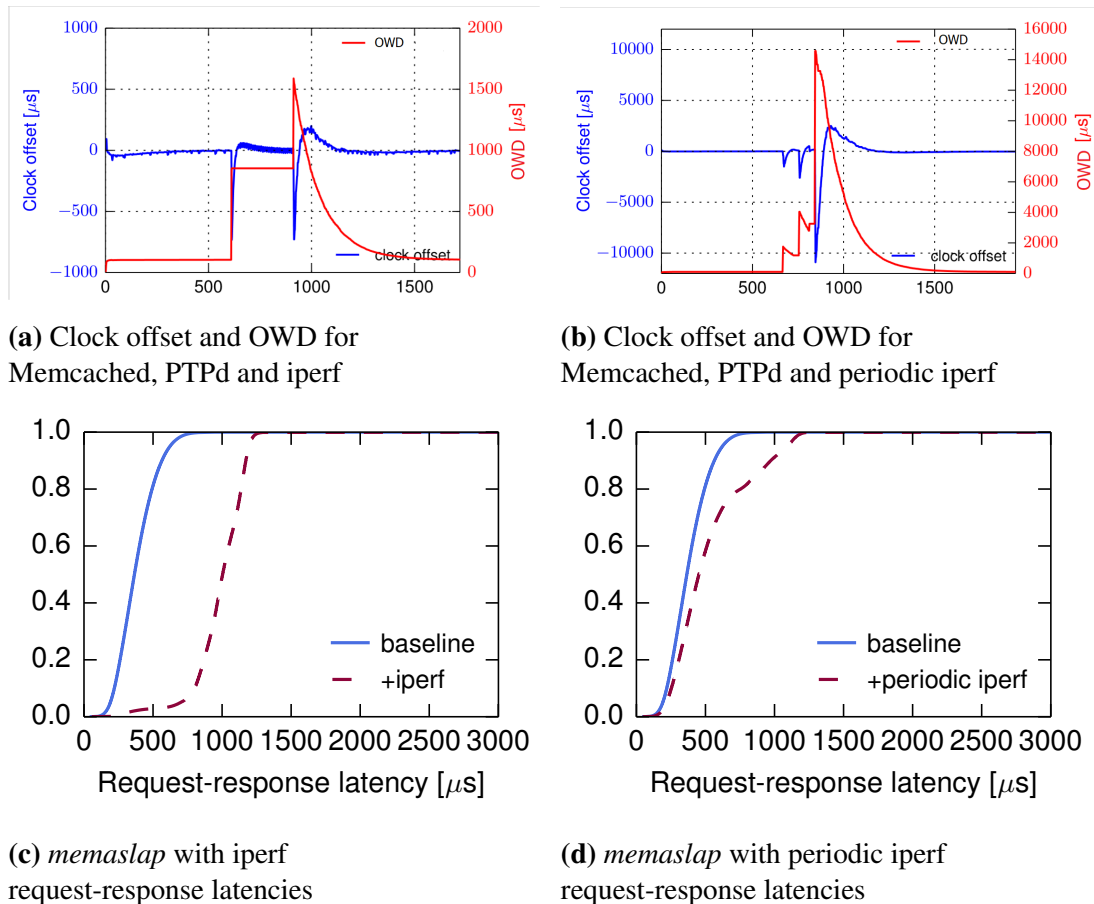 1000
500
0
−500
−1000
Clock offset [μs]
OWD
clock offset
2000
1500
1000
500
0
OWD [μs]
0 500 1000 1500
10000
5000
0
−5000
−10000
Clock offset [μs]
OWD
clock offset
16000
14000
12000
10000
8000
6000
4000
2000
0
OWD [μs]
0 500 1000 1500
(a) Clock offset and OWD for
Memcached, PTPd and iperf
(b) Clock offset and OWD for
Memcached, PTPd and periodic iperf
1.0
0.8
0.6
0.4
0.2
0.0
baseline
+iperf
0 500 1000 1500 2000 2500 3000
Request-response latency [μs]
1.0
0.8
0.6
0.4
0.2
0.0
baseline
+periodic iperf
0 500 1000 1500 2000 2500 3000
Request-response latency [μs]
(c) memaslap with iperf
request-response latencies
(d) memaslap with periodic iperf
request-response latencies